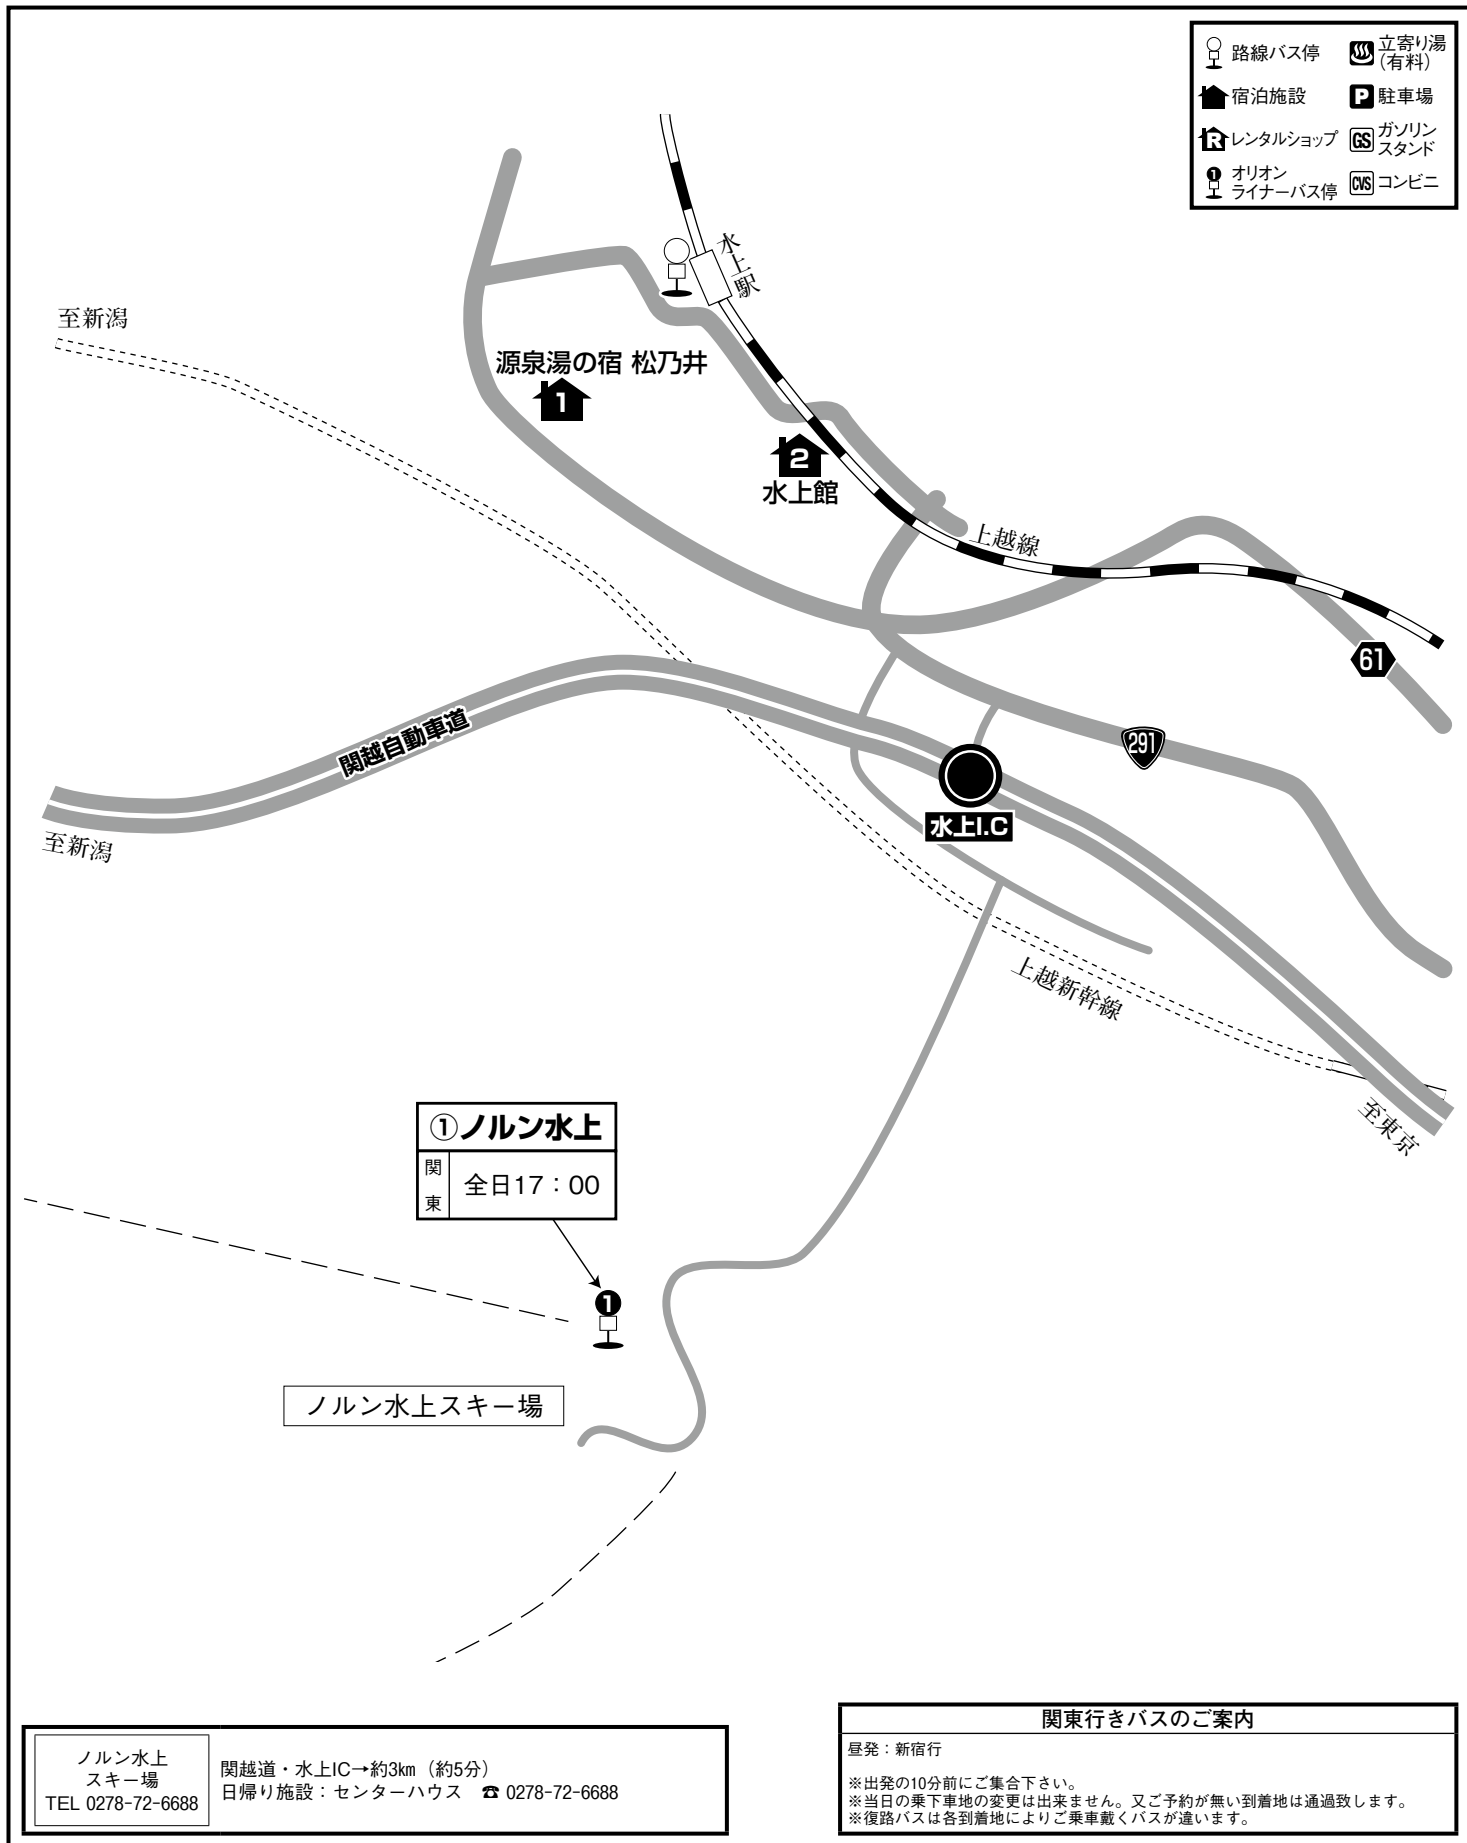 路線バス停
立寄り湯
(有料)
宿泊施設
P
駐車場
R
レンタルショップ
GS
ガソリン
スタンド
1
オリオン
ライナーバス停
CVS
コンビニ
水上駅
至新潟
源泉湯の宿 松乃井
1
2
水上館
上越線
61
291
関越自動車道
至新潟
水上I.C
上越新幹線
至東京
①ノルン水上
関東
全日17:00
1
ノルン水上スキー場
ノルン水上
スキー場
TEL 0278-72-6688
関越道・水上IC→約3㎞（約5分）
日帰り施設：センターハウス ☎ 0278-72-6688
関東行きバスのご案内
昼発：新宿行
※出発の10分前にご集合下さい。
※当日の乗下車地の変更は出来ません。又ご予約が無い到着地は通過致します。
※復路バスは各到着地によりご乗車戴くバスが違います。